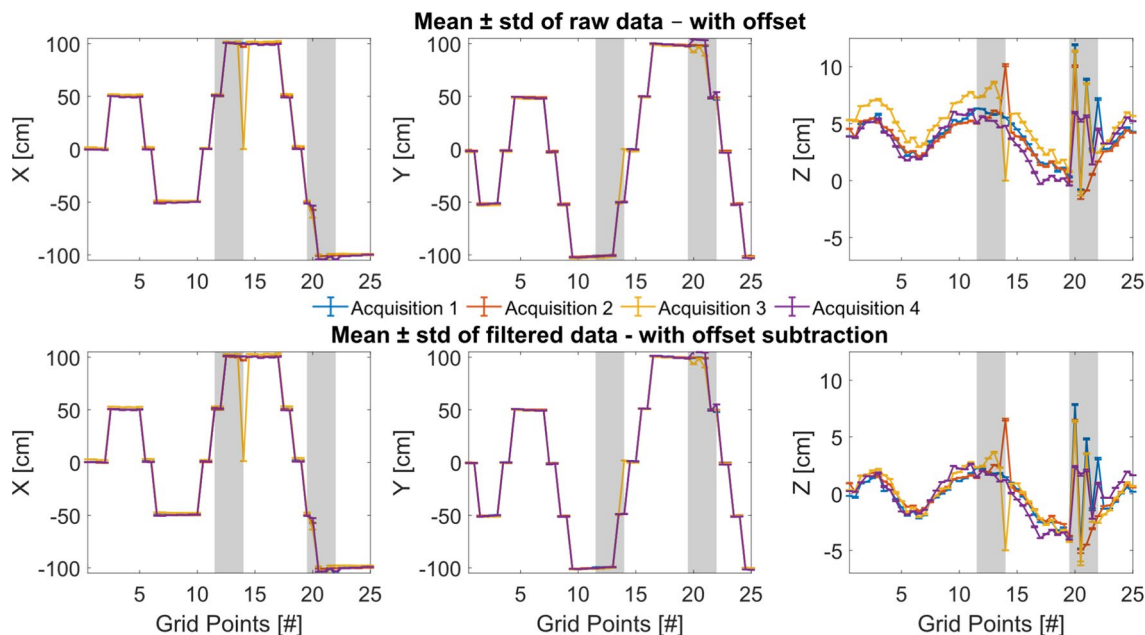 Mean ± std of raw data – with offset
X [cm]
100
50
0
-50
-100
5 10 15 20 25
Y [cm]
100
50
0
-50
-100
5 10 15 20 25
Z [cm]
10
5
0
-5
5 10 15 20 25
Acquisition 1 Acquisition 2 Acquisition 3 Acquisition 4
Mean ± std of filtered data - with offset subtraction
X [cm]
100
50
0
-50
-100
5 10 15 20 25
Grid Points [#]
Y [cm]
100
50
0
-50
-100
5 10 15 20 25
Grid Points [#]
Z [cm]
10
5
0
-5
5 10 15 20 25
Grid Points [#]